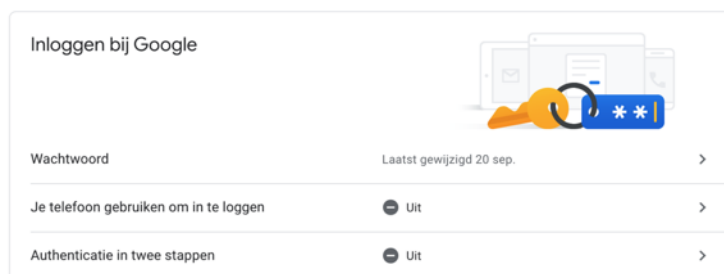 Inloggen bij Google
**
Wachtwoord Laatst gewijzigd 20 sep.
Je telefoon gebruiken om in te loggen Uit
Authenticatie in twee stappen Uit